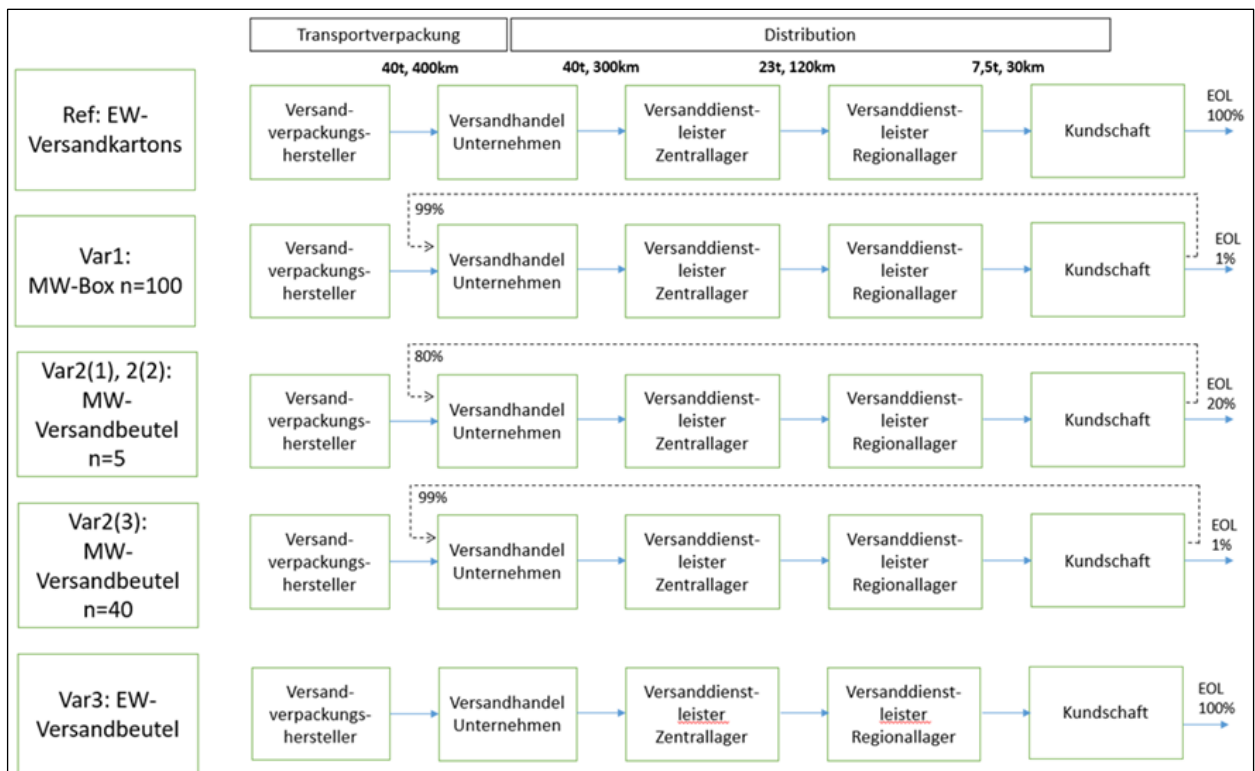 Transportverpackung
Distribution
40t, 400km
40t, 300km
23t, 120km
7,5t, 30km
Ref: EW-
Versandkartons
Versand-
verpackungs-
hersteller
Versandhandel
Unternehmen
Versanddienst-
leister
Zentrallager
Versanddienst-
leister
Regionallager
Kundschaft
EOL
100%
Var1:
MW-Box n=100
99%
Versand-
verpackungs-
hersteller
Versandhandel
Unternehmen
Versanddienst-
leister
Zentrallager
Versanddienst-
leister
Regionallager
Kundschaft
EOL
1%
Var2(1), 2(2):
MW-
Versandbeutel
n=5
80%
Versand-
verpackungs-
hersteller
Versandhandel
Unternehmen
Versanddienst-
leister
Zentrallager
Versanddienst-
leister
Regionallager
Kundschaft
EOL
20%
Var2(3):
MW-
Versandbeutel
n=40
99%
Versand-
verpackungs-
hersteller
Versandhandel
Unternehmen
Versanddienst-
leister
Zentrallager
Versanddienst-
leister
Regionallager
Kundschaft
EOL
1%
Var3: EW-
Versandbeutel
Versand-
verpackungs-
hersteller
Versandhandel
Unternehmen
Versanddienst-
leister
Zentrallager
Versanddienst-
leister
Regionallager
Kundschaft
EOL
100%